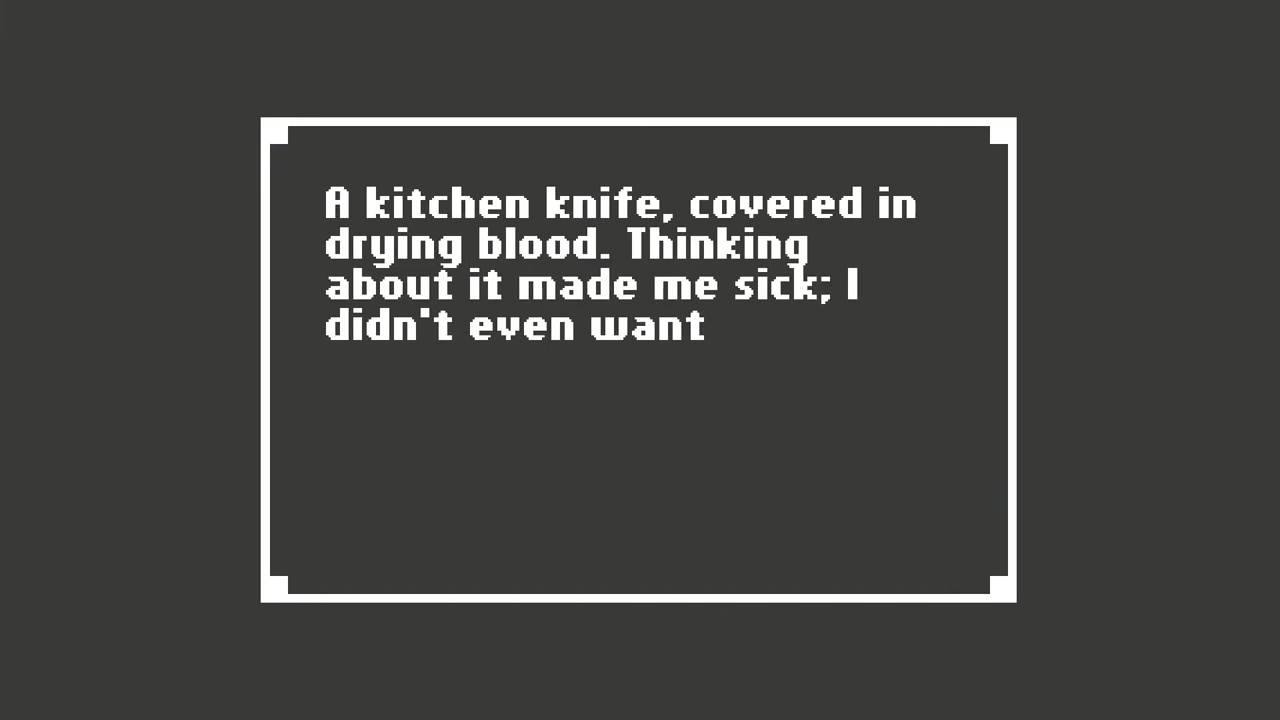 A kitchen knife, covered in
drying blood. Thinking
about it made me sick; I
didn't even want